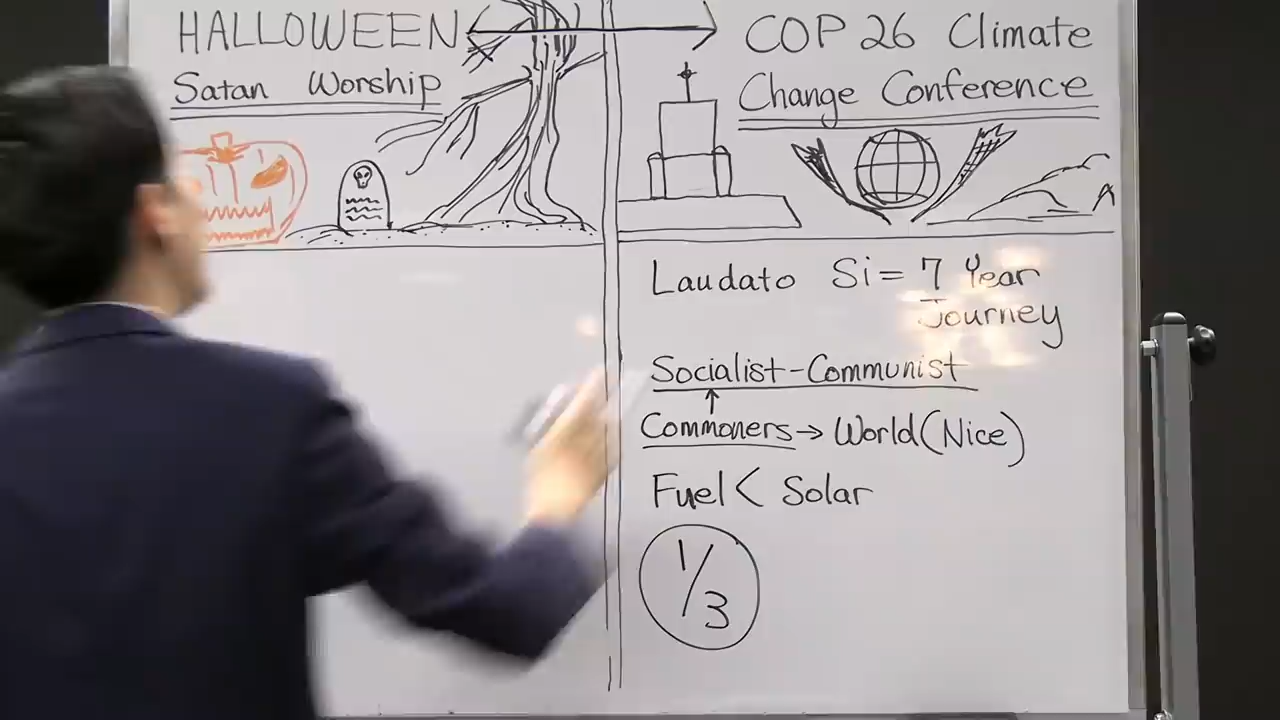 HALLOWEEN
Satan Worship
COP 26 Climate
Change Conference
Laudato Si = 7 Year
Journey
Socialist-Communist
Commoners → World (Nice)
Fuel < Solar
1/3